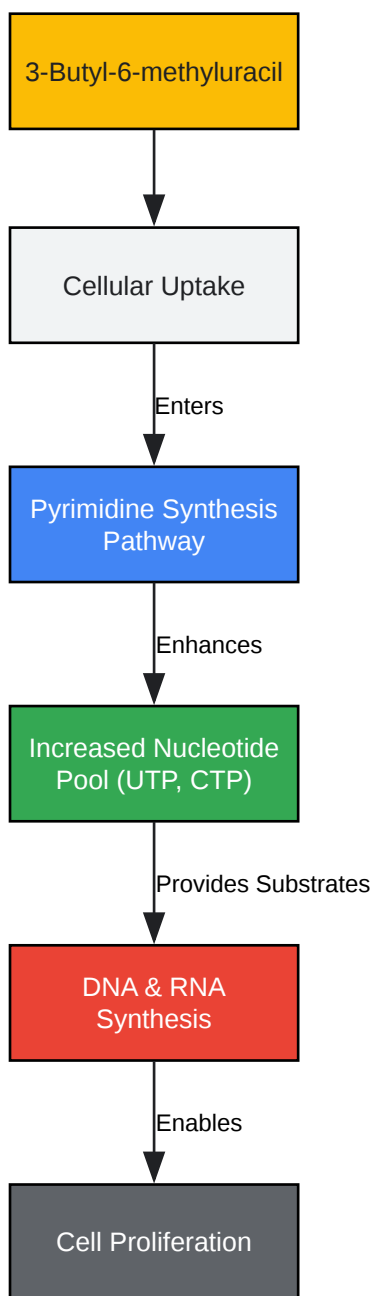 3-Butyl-6-methyluracil
Cellular Uptake
Enters
Pyrimidine Synthesis
Pathway
Enhances
Increased Nucleotide
Pool (UTP, CTP)
Provides Substrates
DNA & RNA
Synthesis
Enables
Cell Proliferation